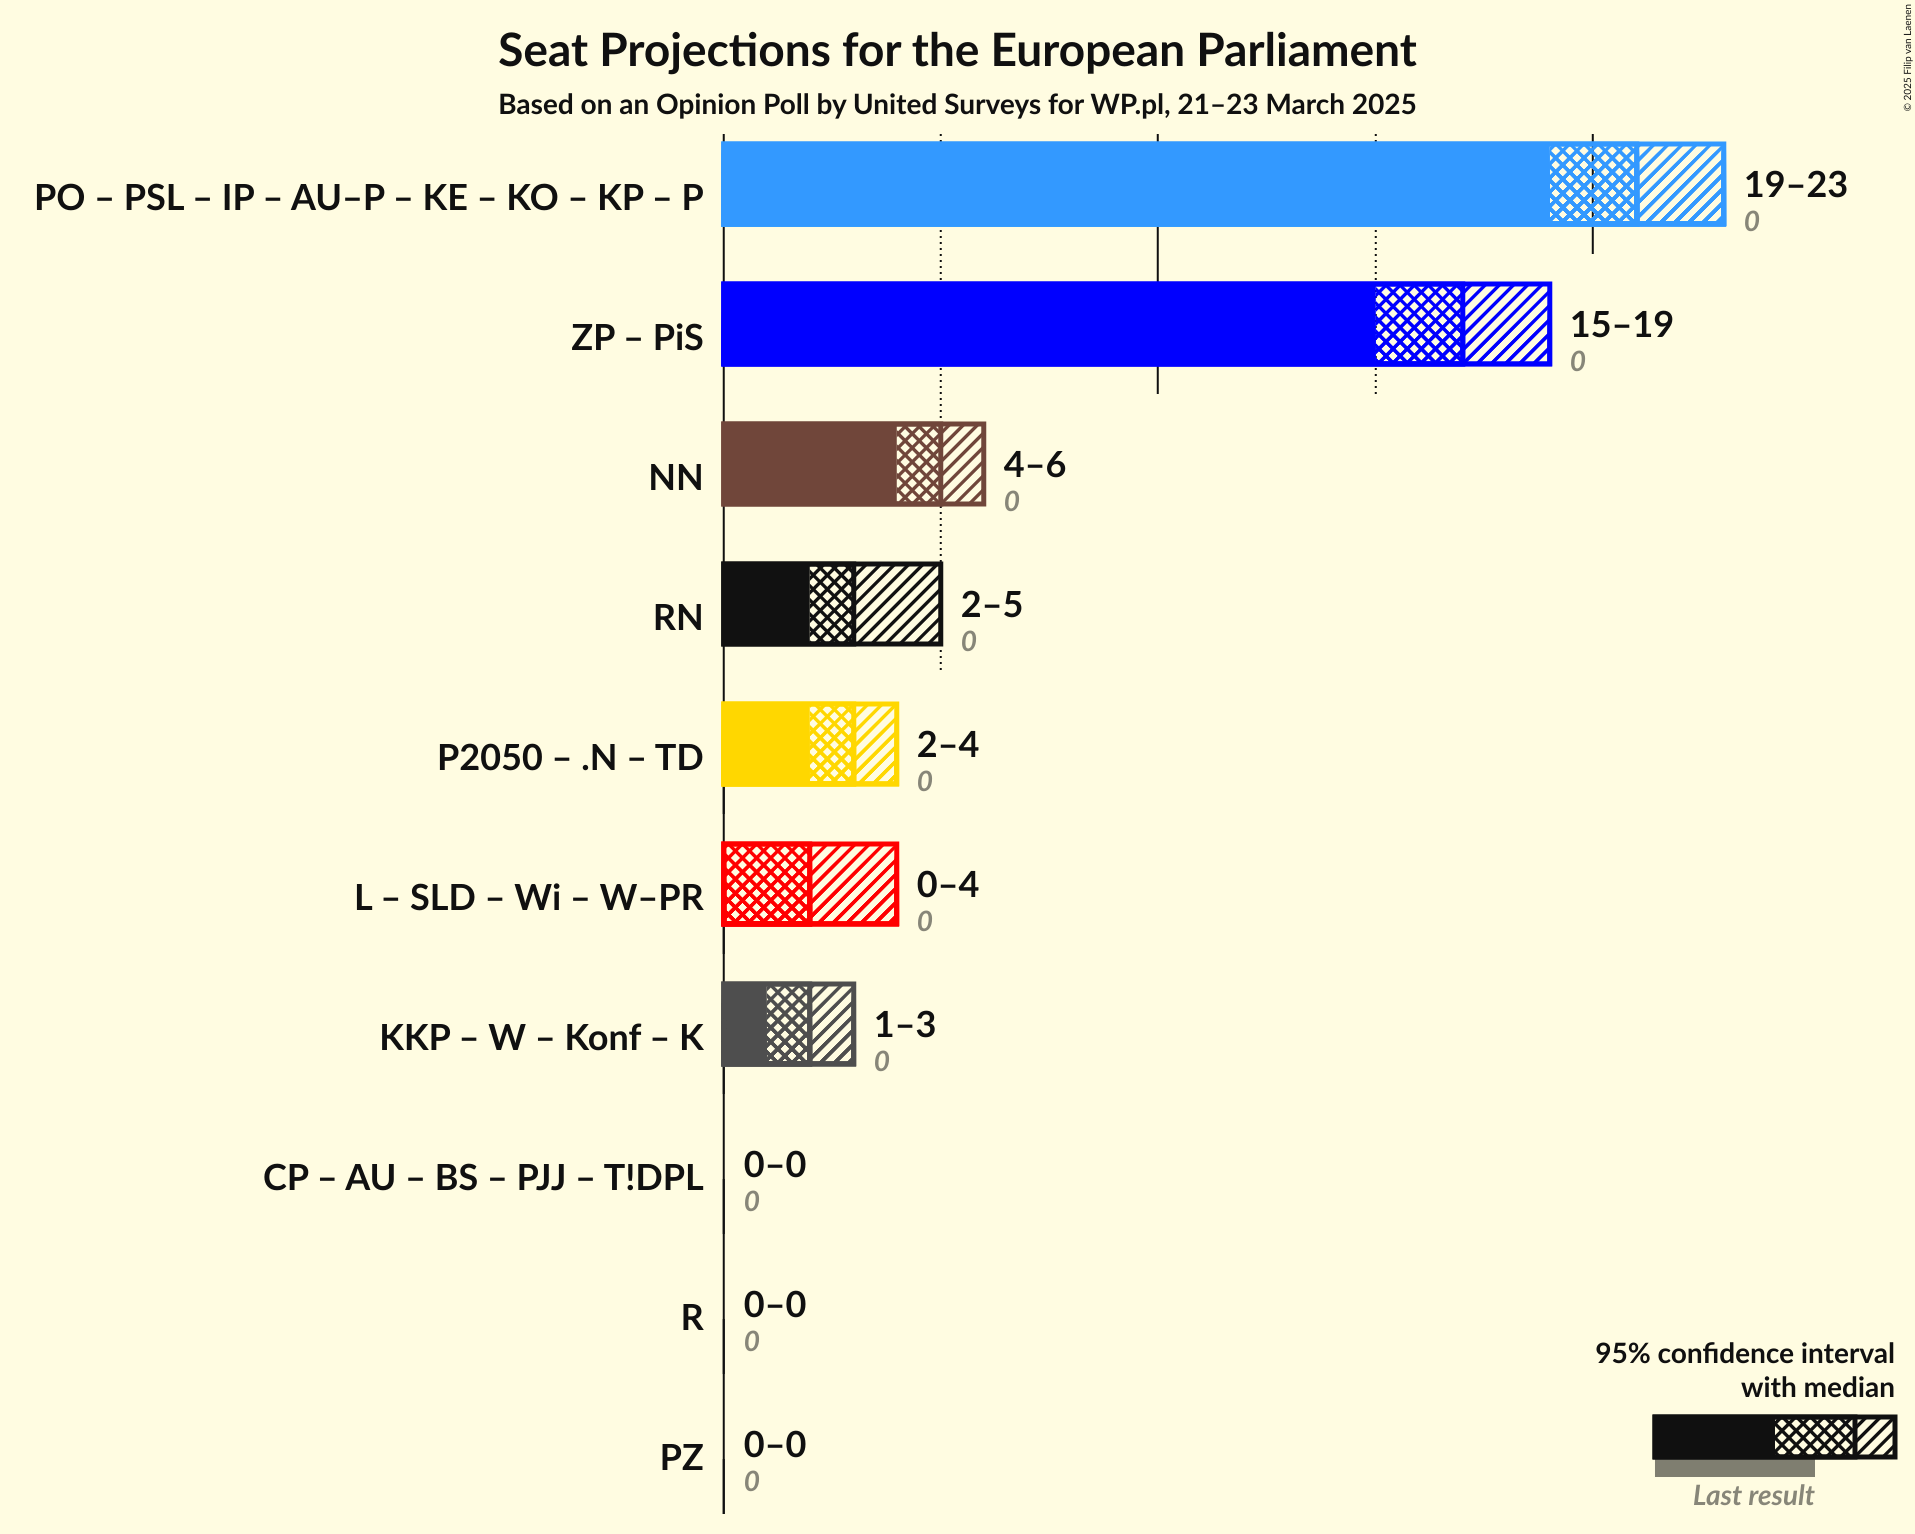 Seat Projections for the European Parliament
Based on an Opinion Poll by United Surveys for WP.pl, 21–23 March 2025
© 2025 Filip van Laenen
PO – PSL – IP – AU–P – KE – KO – KP – P
19–23
0
ZP – PiS
15–19
0
NN
4–6
0
RN
2–5
0
P2050 – .N – TD
2–4
0
L – SLD – Wi – W–PR
0–4
0
KKP – W – Konf – K
1–3
0
CP – AU – BS – PJJ – T!DPL
0–0
0
R
0–0
0
PZ
0–0
0
95% confidence interval
with median
Last result